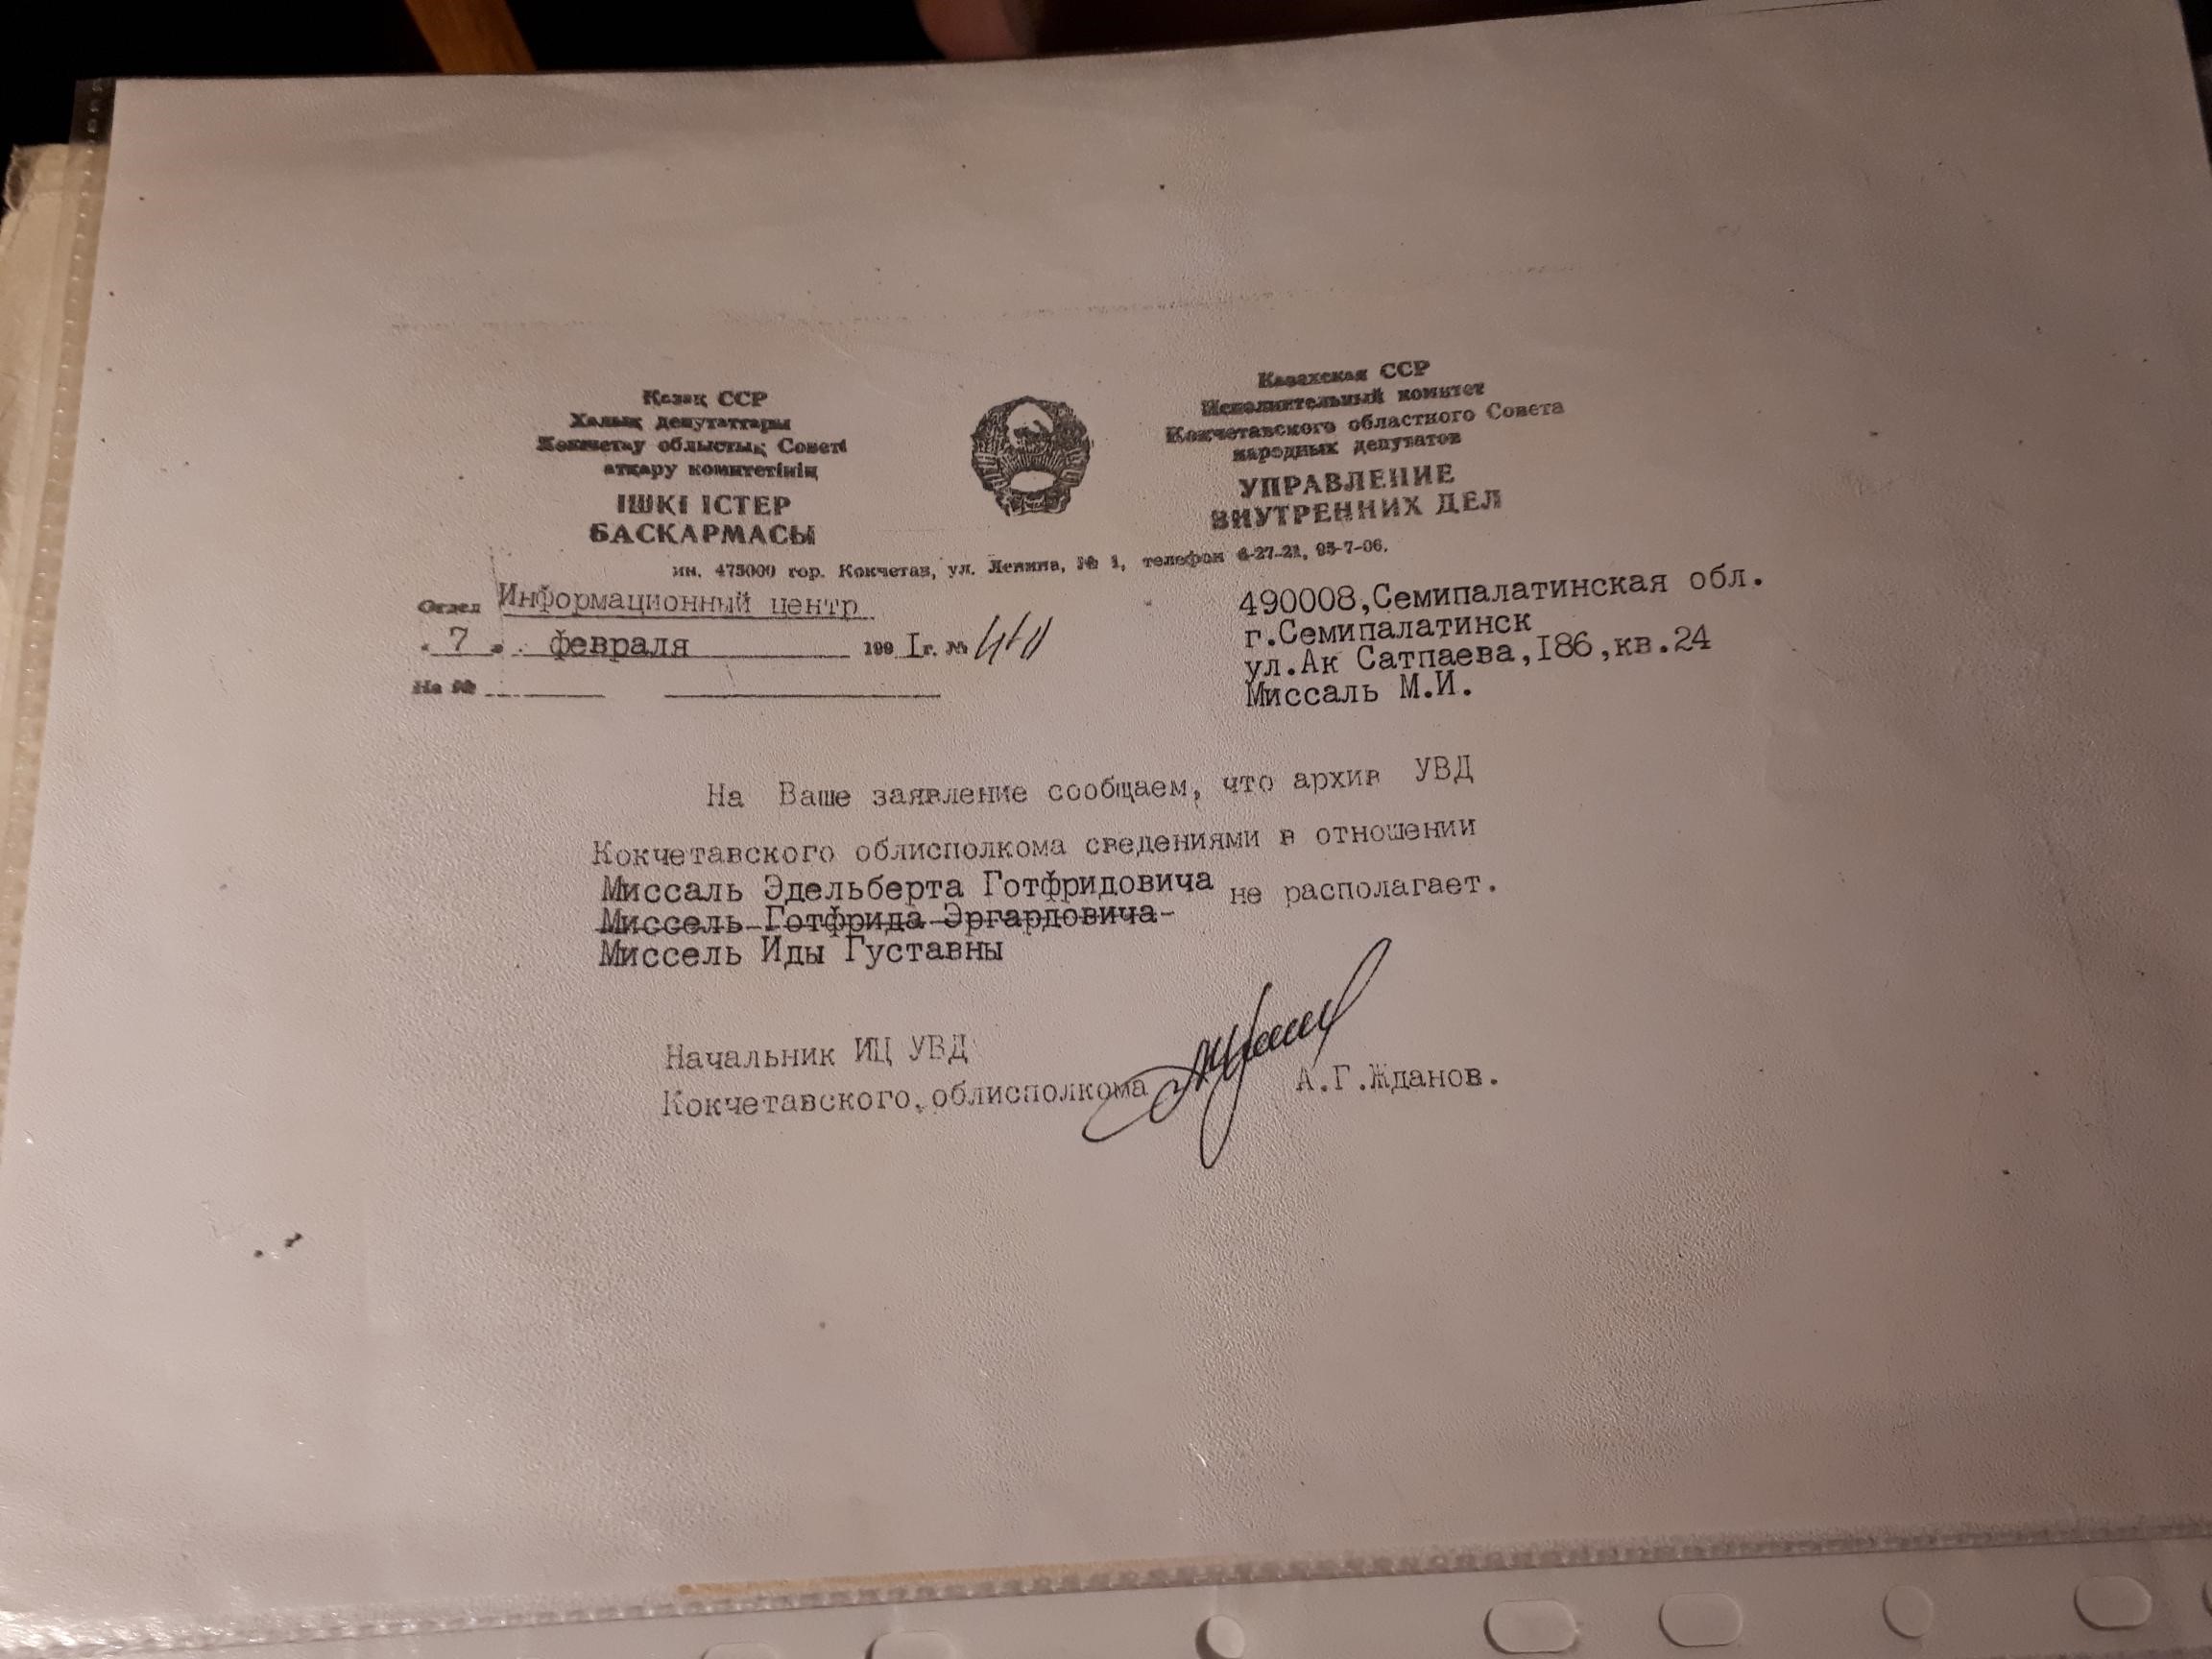 Қазақ ССР
Халық депутаттары
Көкшетау облыстық Советі
атқару комитетінің
ІШКІ ІСТЕР
БАСҚАРМАСЫ
Казахская ССР
Исполнительный комитет
Кокчетавского областного Совета
народных депутатов
УПРАВЛЕНИЕ
ВНУТРЕННИХ ДЕЛ
ин. 475000 гор. Кокчетав, ул. Ленина, № 1, телефон 6-27-21, 95-7-06.
Отдел Информационный центр
"7" февраля 1991г. №
На №
490008,Семипалатинская обл.
г.Семипалатинск
ул.Ак Сатпаева,I86,кв.24
Миссаль М.И.
На Ваше заявление сообщаем, что архив УВД
Кокчетавского облисполкома сведениями в отношении
Миссаль Эдельберта Готфридовича не располагает.
Миссель Готфрида Эргардовича
Миссель Иды Густавны
Начальник ИЦ УВД
Кокчетавского облисполкома А.Г.Жданов.